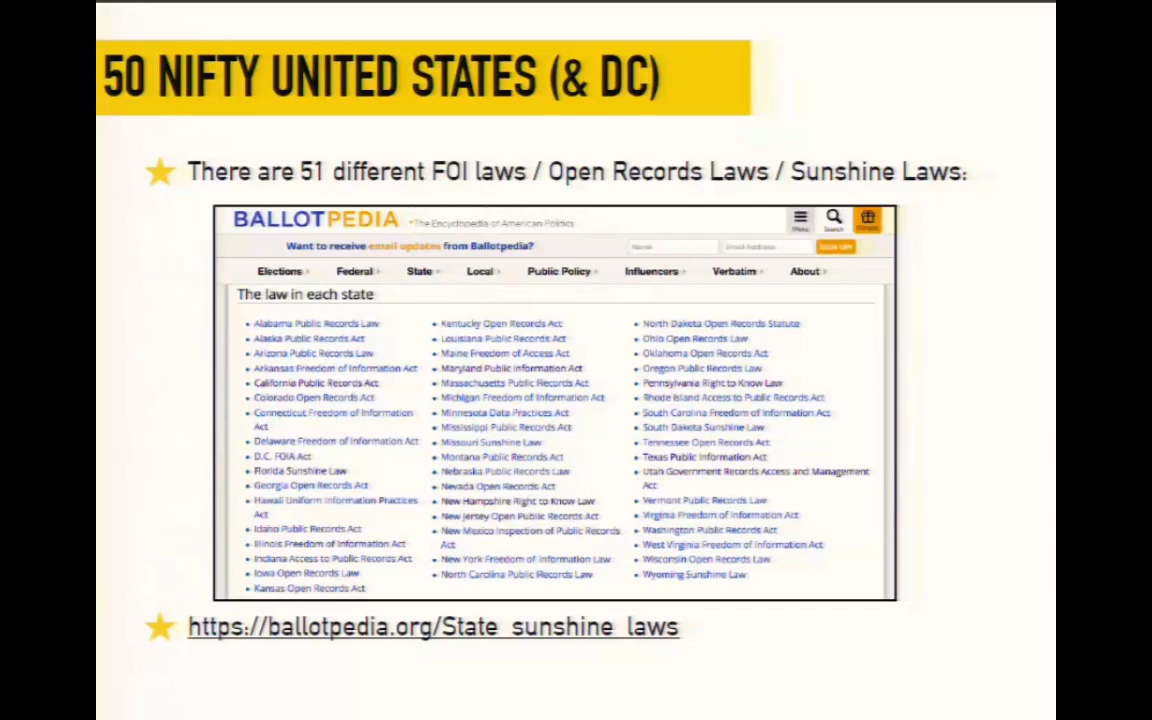 50 NIFTY UNITED STATES (& DC)
There are 51 different FOI laws / Open Records Laws / Sunshine Laws:
BALLOTPEDIA *The Encyclopedia of American Politics
Menu Search Donate
Want to receive email updates from Ballotpedia? Name Email Address SIGN UP!
Elections Federal State Local Public Policy Influencers Verbatim About
The law in each state
Alabama Public Records Law
Alaska Public Records Act
Arizona Public Records Law
Arkansas Freedom of Information Act
California Public Records Act
Colorado Open Records Act
Connecticut Freedom of Information
Act
Delaware Freedom of Information Act
D.C. FOIA Act
Florida Sunshine Law
Georgia Open Records Act
Hawaii Uniform Information Practices
Act
Idaho Public Records Act
Illinois Freedom of Information Act
Indiana Access to Public Records Act
Iowa Open Records Law
Kansas Open Records Act
Kentucky Open Records Act
Louisiana Public Records Act
Maine Freedom of Access Act
Maryland Public Information Act
Massachusetts Public Records Act
Michigan Freedom of Information Act
Minnesota Data Practices Act
Mississippi Public Records Act
Missouri Sunshine Law
Montana Public Records Act
Nebraska Public Records Law
Nevada Open Records Act
New Hampshire Right to Know Law
New Jersey Open Public Records Act
New Mexico Inspection of Public Records
Act
New York Freedom of Information Law
North Carolina Public Records Law
North Dakota Open Records Statute
Ohio Open Records Law
Oklahoma Open Records Act
Oregon Public Records Law
Pennsylvania Right to Know Law
Rhode Island Access to Public Records Act
South Carolina Freedom of Information Act
South Dakota Sunshine Law
Tennessee Open Records Act
Texas Public Information Act
Utah Government Records Access and Management
Act
Vermont Public Records Law
Virginia Freedom of Information Act
Washington Public Records Act
West Virginia Freedom of Information Act
Wisconsin Open Records Law
Wyoming Sunshine Law
https://ballotpedia.org/State_sunshine_laws